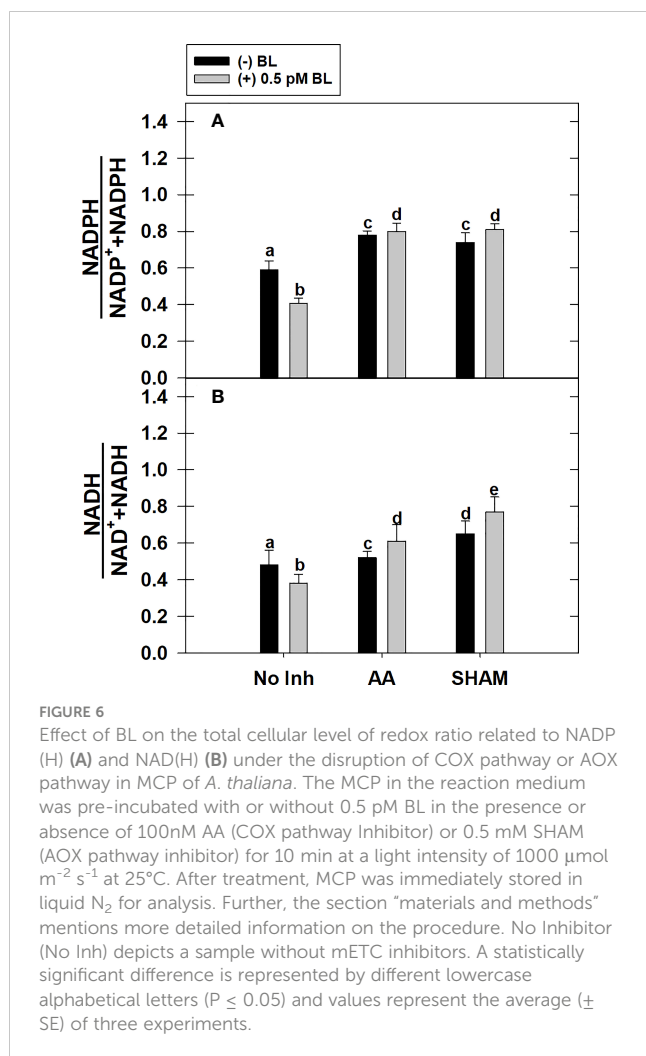 (-) BL
(+) 0.5 pM BL
A
1.4
1.2
1.0
0.8
0.6
0.4
0.2
0.0
NADPH
NADP⁺+NADPH
a
b
c
d
c
d
B
1.4
1.2
1.0
0.8
0.6
0.4
0.2
0.0
NADH
NAD⁺+NADH
a
b
c
d
d
e
No Inh AA SHAM
FIGURE 6
Effect of BL on the total cellular level of redox ratio related to NADP
(H) (A) and NAD(H) (B) under the disruption of COX pathway or AOX
pathway in MCP of A. thaliana. The MCP in the reaction medium
was pre-incubated with or without 0.5 pM BL in the presence or
absence of 100nM AA (COX pathway Inhibitor) or 0.5 mM SHAM
(AOX pathway inhibitor) for 10 min at a light intensity of 1000 μmol
m⁻² s⁻¹ at 25°C. After treatment, MCP was immediately stored in
liquid N₂ for analysis. Further, the section "materials and methods"
mentions more detailed information on the procedure. No Inhibitor
(No Inh) depicts a sample without mETC inhibitors. A statistically
significant difference is represented by different lowercase
alphabetical letters (P ≤ 0.05) and values represent the average (±
SE) of three experiments.